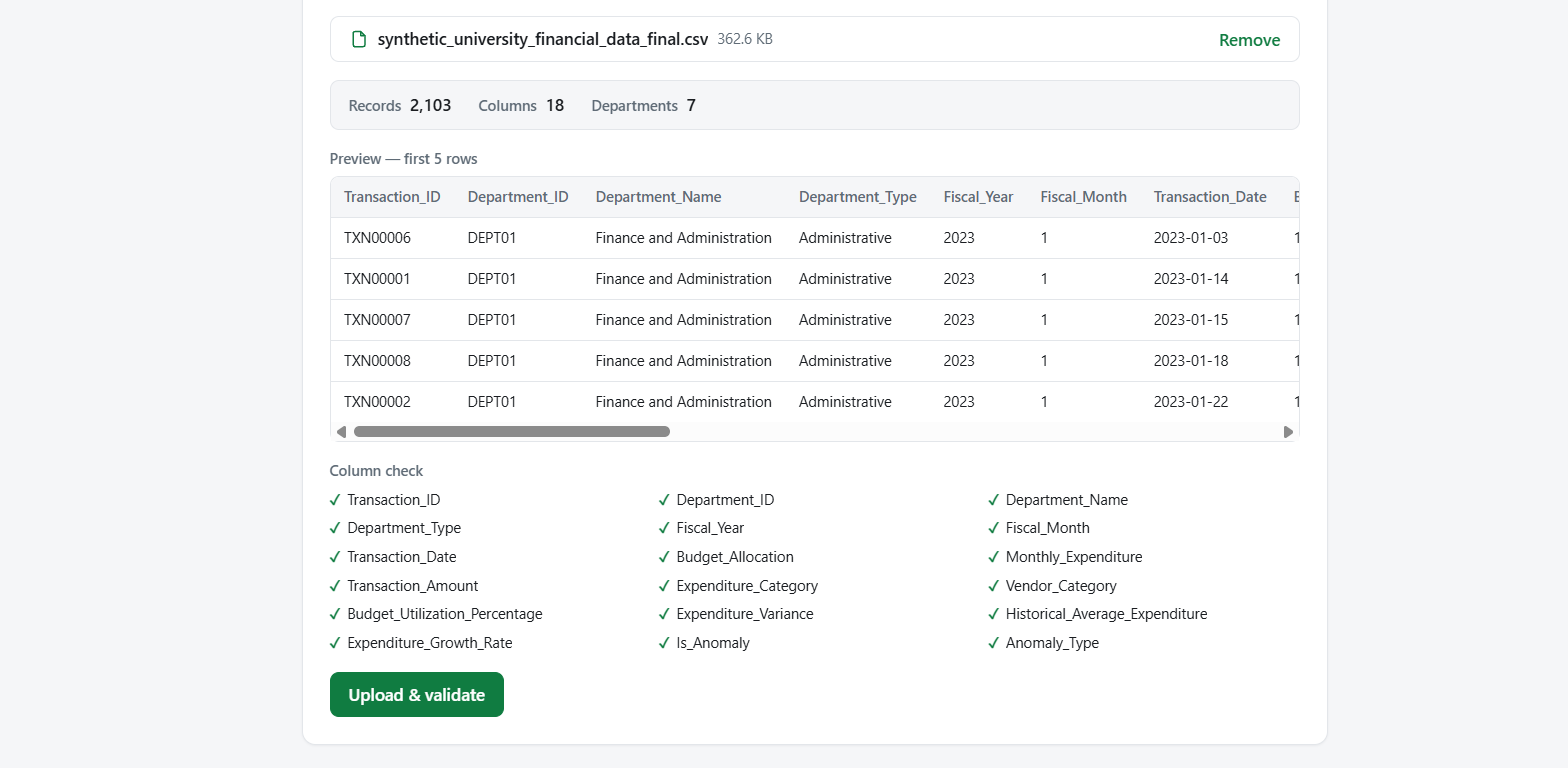 synthetic_university_financial_data_final.csv 362.6 KB Remove
Records 2,103 Columns 18 Departments 7
Preview — first 5 rows
Transaction_ID Department_ID Department_Name Department_Type Fiscal_Year Fiscal_Month Transaction_Date
TXN00006 DEPT01 Finance and Administration Administrative 2023 1 2023-01-03
TXN00001 DEPT01 Finance and Administration Administrative 2023 1 2023-01-14
TXN00007 DEPT01 Finance and Administration Administrative 2023 1 2023-01-15
TXN00008 DEPT01 Finance and Administration Administrative 2023 1 2023-01-18
TXN00002 DEPT01 Finance and Administration Administrative 2023 1 2023-01-22
Column check
✓ Transaction_ID ✓ Department_ID ✓ Department_Name
✓ Department_Type ✓ Fiscal_Year ✓ Fiscal_Month
✓ Transaction_Date ✓ Budget_Allocation ✓ Monthly_Expenditure
✓ Transaction_Amount ✓ Expenditure_Category ✓ Vendor_Category
✓ Budget_Utilization_Percentage ✓ Expenditure_Variance ✓ Historical_Average_Expenditure
✓ Expenditure_Growth_Rate ✓ Is_Anomaly ✓ Anomaly_Type
Upload & validate